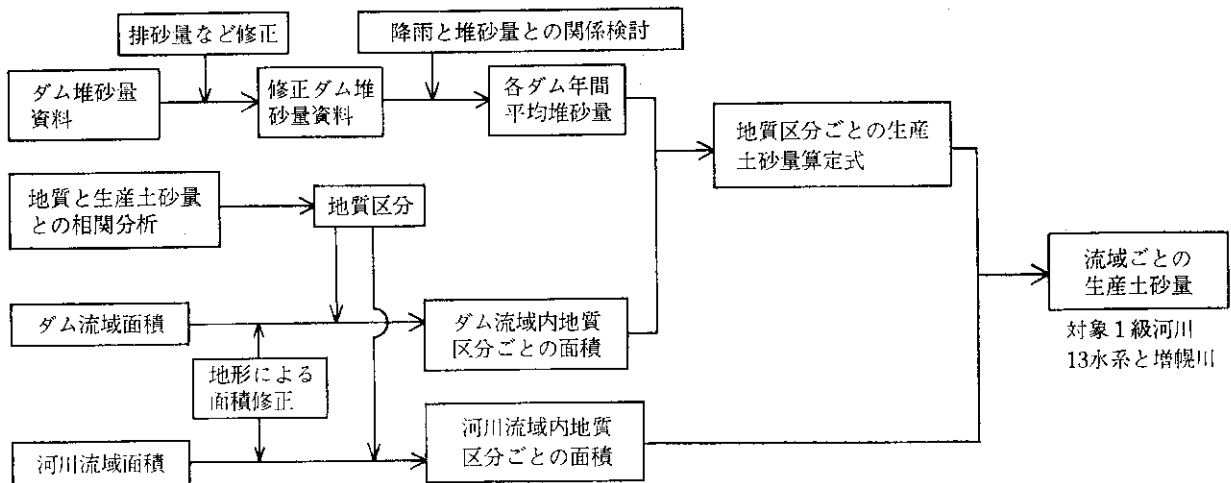 排砂量など修正
降雨と堆砂量との関係検討
ダム堆砂量
資料
修正ダム堆
砂量資料
各ダム年間
平均堆砂量
地質区分ごとの生産
土砂量算定式
地質と生産土砂量
との相関分析
地質区分
流域ごとの
生産土砂量
対象1級河川
13水系と増幌川
ダム流域面積
ダム流域内地質
区分ごとの面積
地形による
面積修正
河川流域面積
河川流域内地質
区分ごとの面積